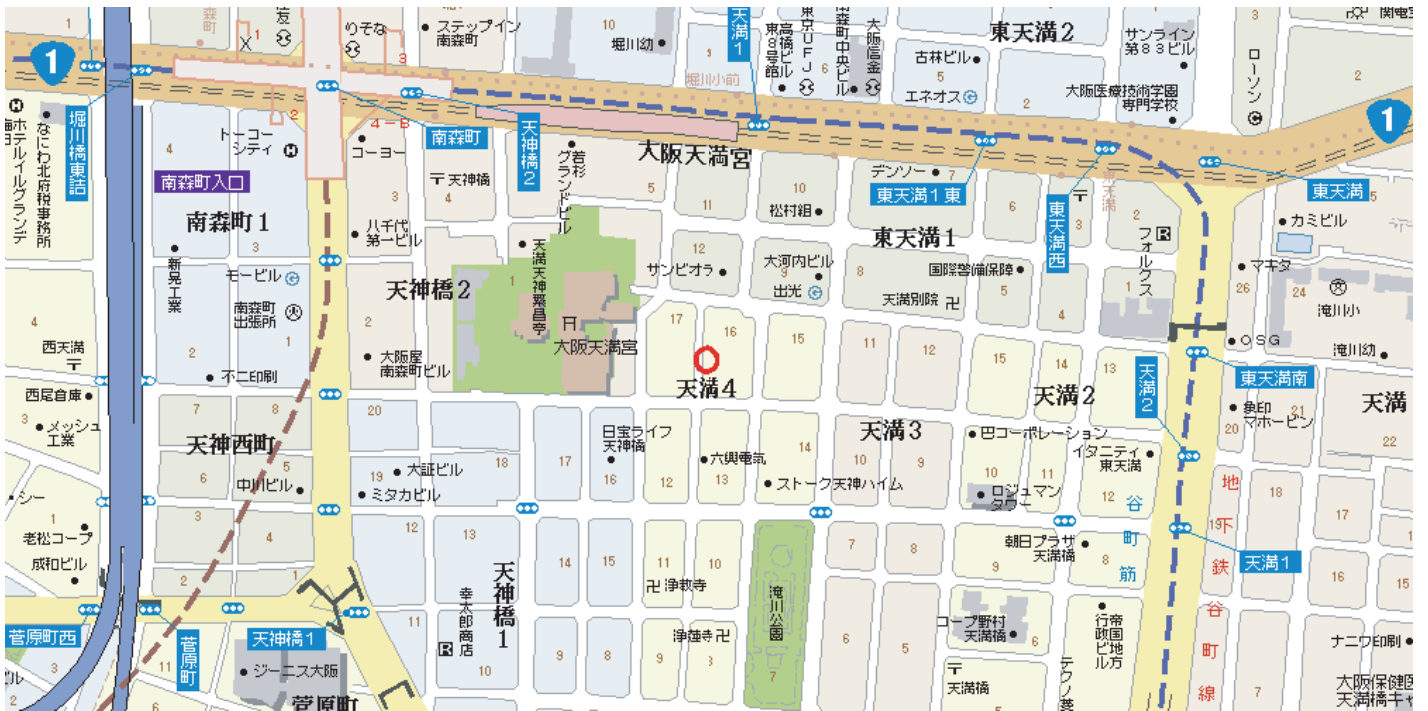 1
1
堀川橋東詰
南森町
天神橋2
天満1
東天満1東
東天満西
東天満
東天満南
天満2
天満1
菅原町西
菅原町
天神橋1
南森町入口
東天満2
大阪天満宮
東天満1
南森町1
天神橋2
天満4
天満3
天満2
天満
天神西町
天神橋1
菅原町
ホテルイルグランデ
なにわ北府税事務所
トーコー
シティ
りそな
ステップイン
南森町
堀川幼
堀川小前
高橋ビル
東8号館
東京UFJ
南森町中央ビル
大阪信金
古林ビル
エネオス
サンライン
第83ビル
大阪医療技術学園
専門学校
ローソン
コーヨー
〒天神橋
若杉
グランドビル
松村組
デンソー
東天満
〒
フォルクス
カミビル
マキタ
滝川小
滝川幼
OSG
八千代
第一ビル
天満天神繁昌亭
大阪天満宮
サンピオラ
大河内ビル
出光
国際警備保障
天満別院
新晃工業
モービル
南森町
出張所
西天満
〒
西尾倉庫
メッシュ
工業
不二印刷
大阪屋
南森町ビル
中川ビル
大証ビル
ミタカビル
日宝ライフ
天神橋
六興電気
ストーク天神ハイム
巴コーポレーション
イタニティ
東天満
ロジュマン
タワー
象印
マホービン
老松コープ
成和ビル
浄教寺
浄蓮寺
滝川公園
朝日プラザ
天満橋
コープ野村
天満橋
〒
天満橋
帝国地方
行政ビル
谷町筋
地下鉄谷町線
幸太郎商店
ジーニス大阪
ナニワ印刷
大阪保健医
天満橋キャ